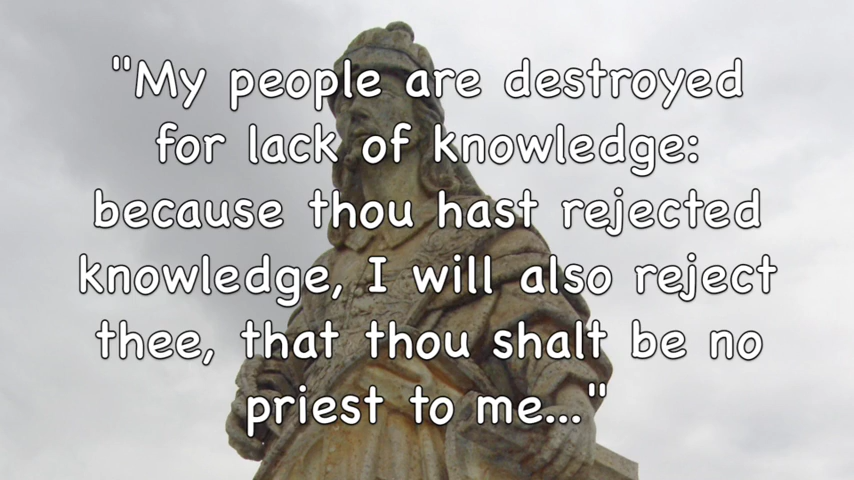 "My people are destroyed
for lack of knowledge:
because thou hast rejected
knowledge, I will also reject
thee, that thou shalt be no
priest to me..."